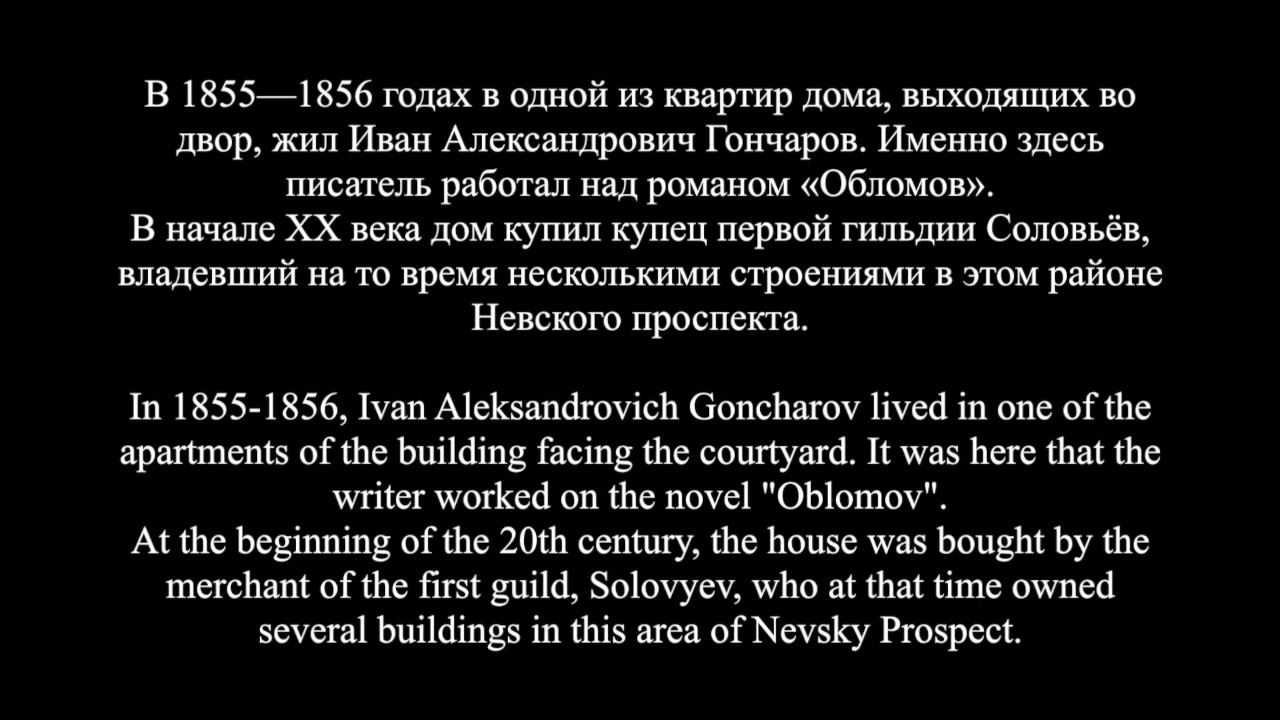 В 1855—1856 годах в одной из квартир дома, выходящих во
двор, жил Иван Александрович Гончаров. Именно здесь
писатель работал над романом «Обломов».
В начале XX века дом купил купец первой гильдии Соловьёв,
владевший на то время несколькими строениями в этом районе
Невского проспекта.
In 1855-1856, Ivan Aleksandrovich Goncharov lived in one of the
apartments of the building facing the courtyard. It was here that the
writer worked on the novel "Oblomov".
At the beginning of the 20th century, the house was bought by the
merchant of the first guild, Solovyev, who at that time owned
several buildings in this area of Nevsky Prospect.